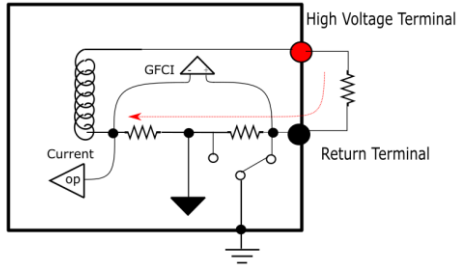 High Voltage Terminal
GFCI
- +
Current
op
Return Terminal